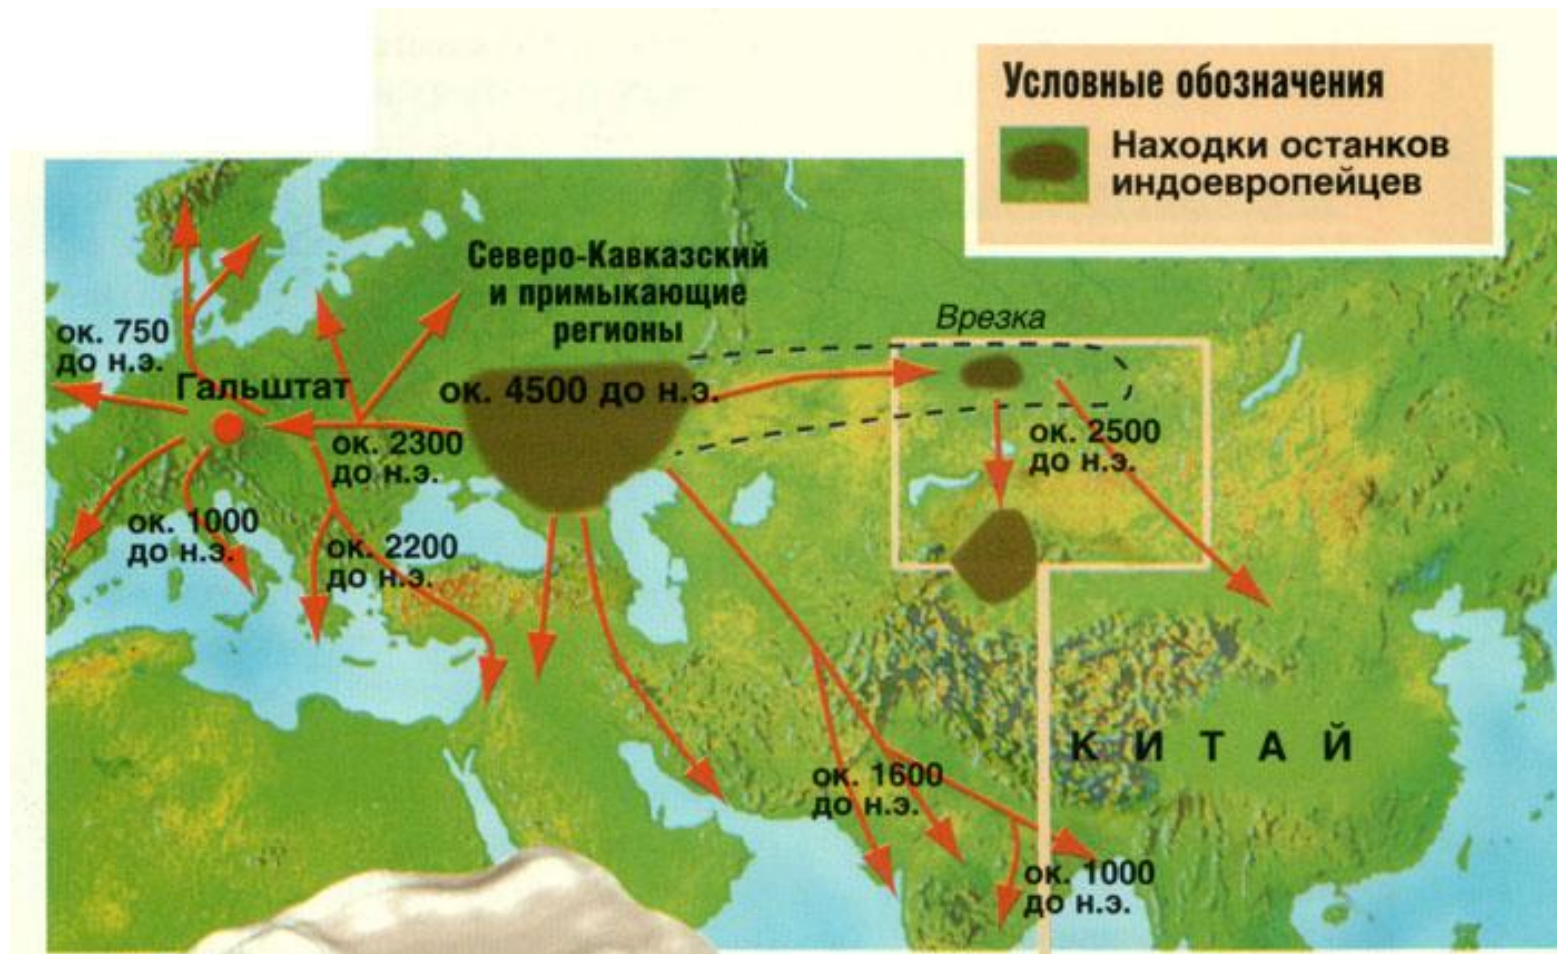 Условные обозначения
Находки останков
индоевропейцев
Северо-Кавказский
и примыкающие
регионы
Врезка
ок. 750
до н.э.
Гальштат
ок. 4500 до н.э.
ок. 2300
до н.э.
ок. 2500
до н.э.
ок. 1000
до н.э.
ок. 2200
до н.э.
КИТАЙ
ок. 1600
до н.э.
ок. 1000
до н.э.